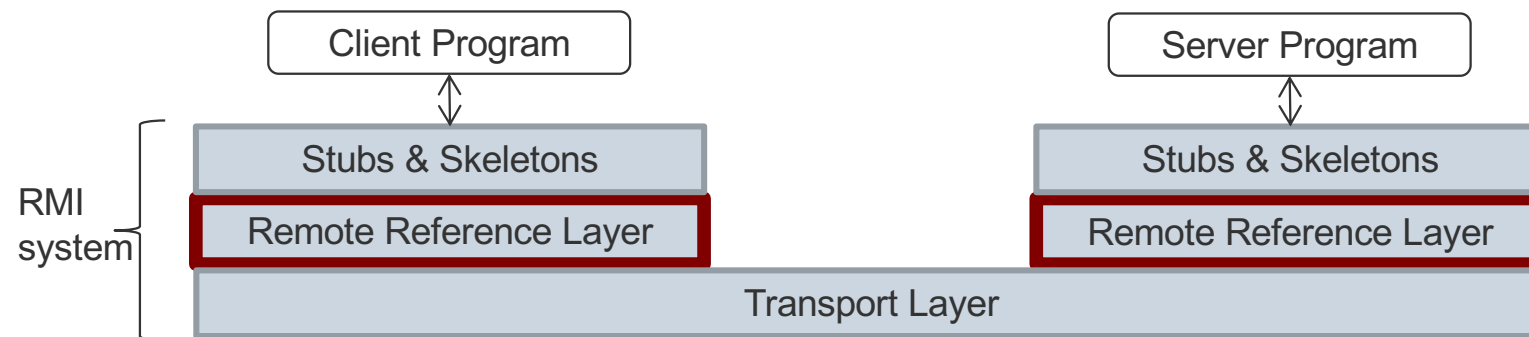 Client Program
Server Program
Stubs & Skeletons
Stubs & Skeletons
RMI
system
Remote Reference Layer
Remote Reference Layer
Transport Layer